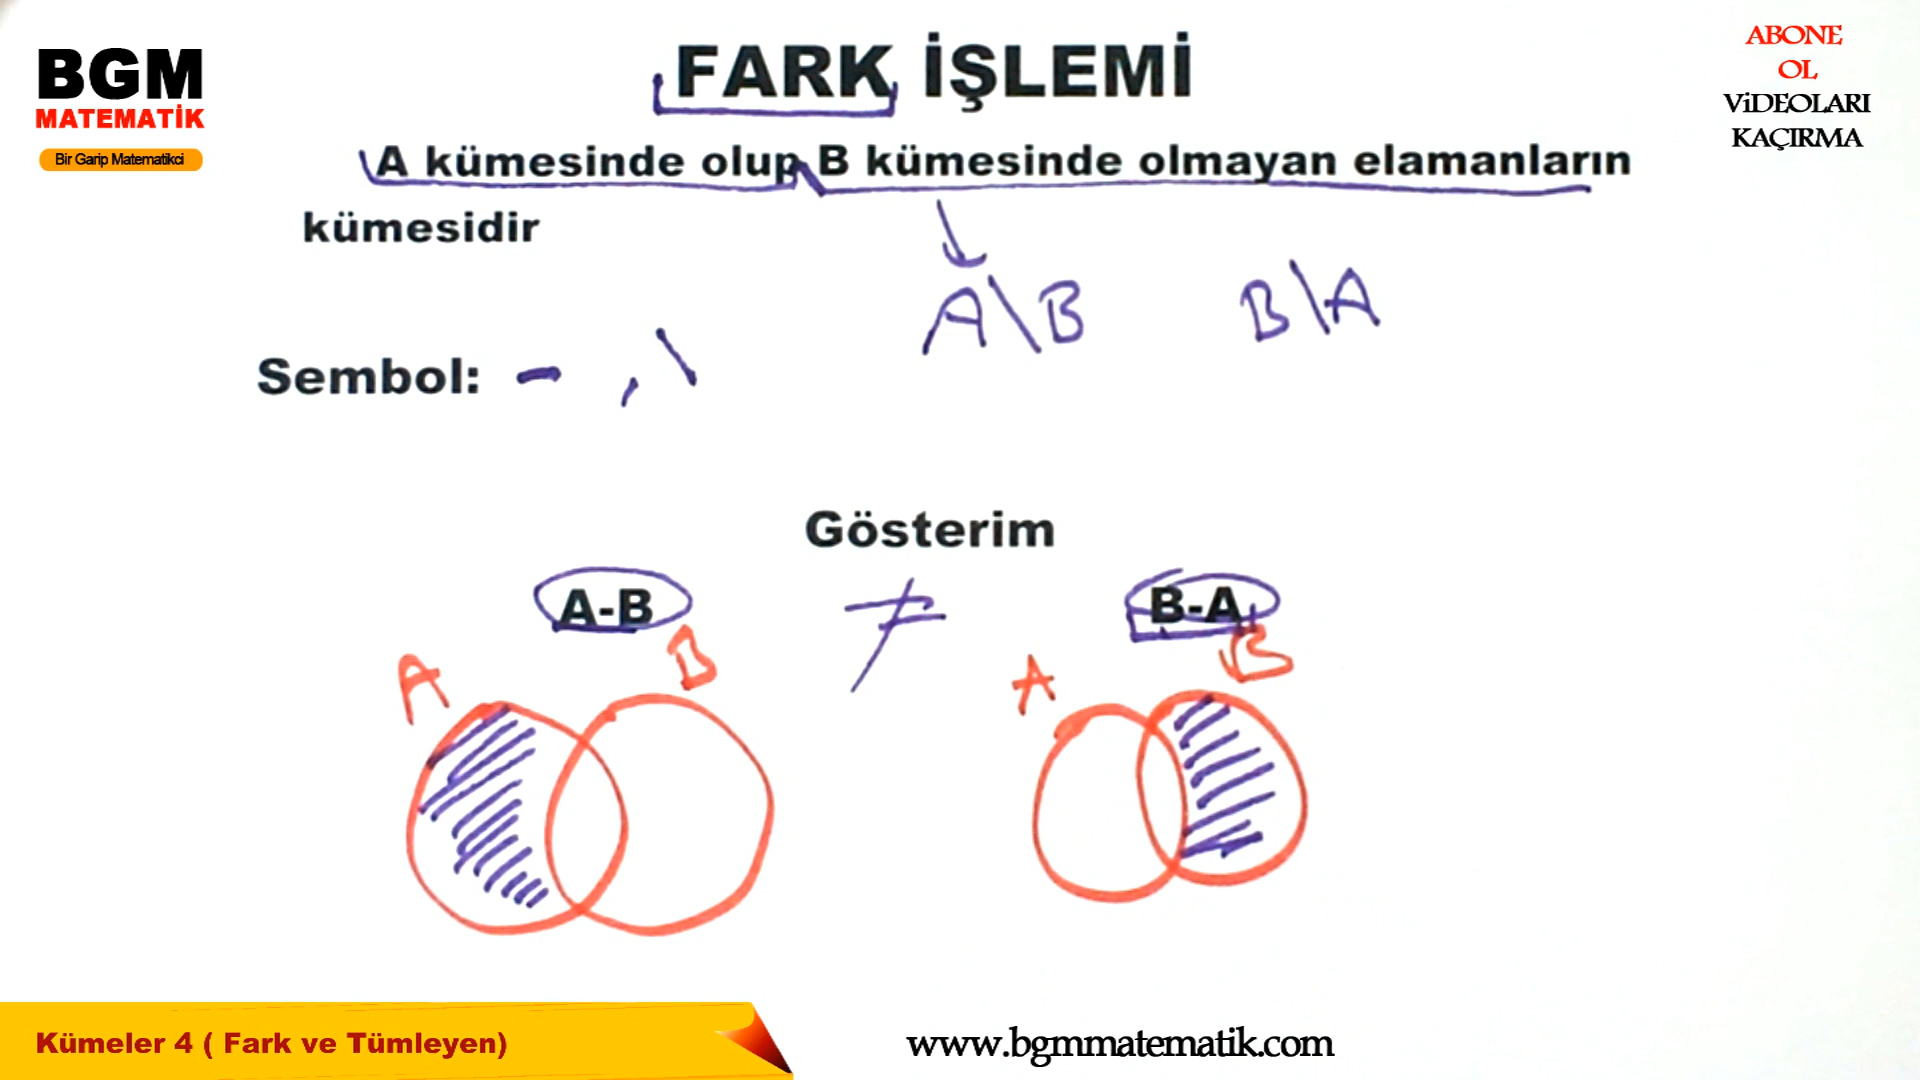 BGM
MATEMATİK
Bir Garip Matematikci
FARK İŞLEMİ
ABONE
OL
ViDEOLARI
KAÇIRMA
A kümesinde olup B kümesinde olmayan elamanların
kümesidir
A\B B\A
Sembol: - , \
Gösterim
A-B ≠ B-A
A B A B
Kümeler 4 ( Fark ve Tümleyen)
www.bgmmatematik.com